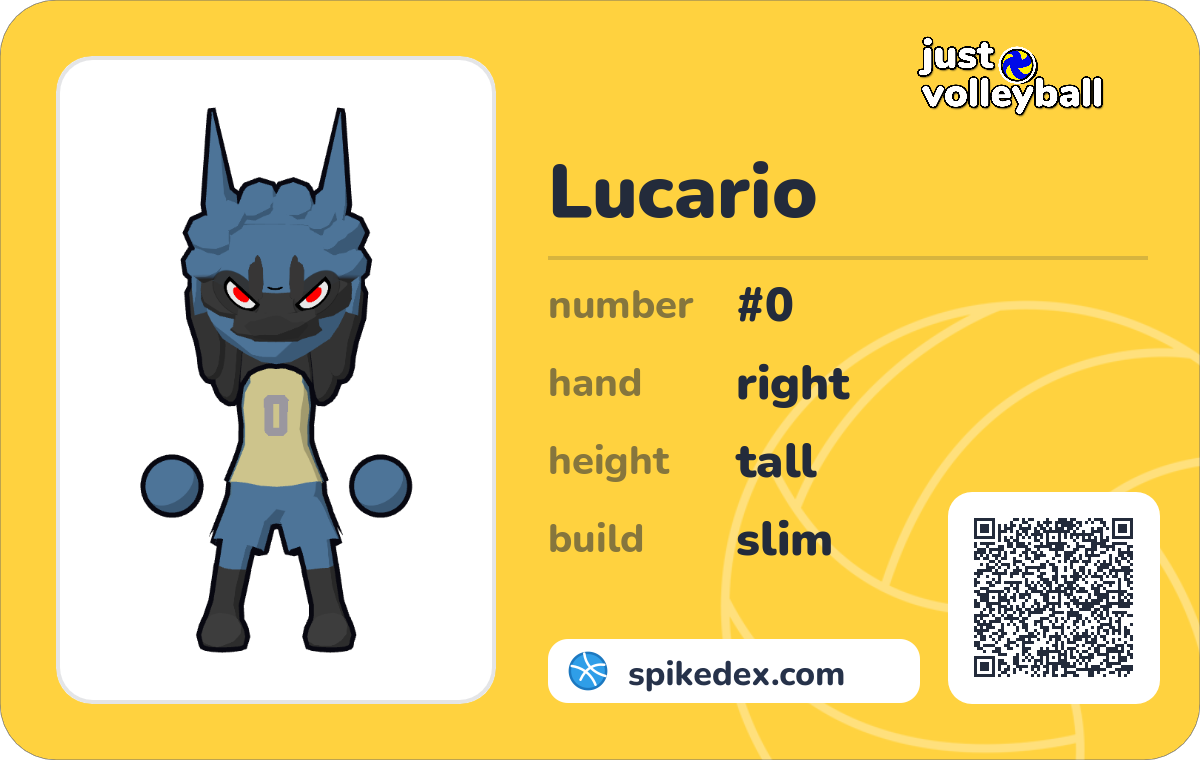 just
volleyball
Lucario
number #0
hand right
height tall
build slim
0
spikedex.com